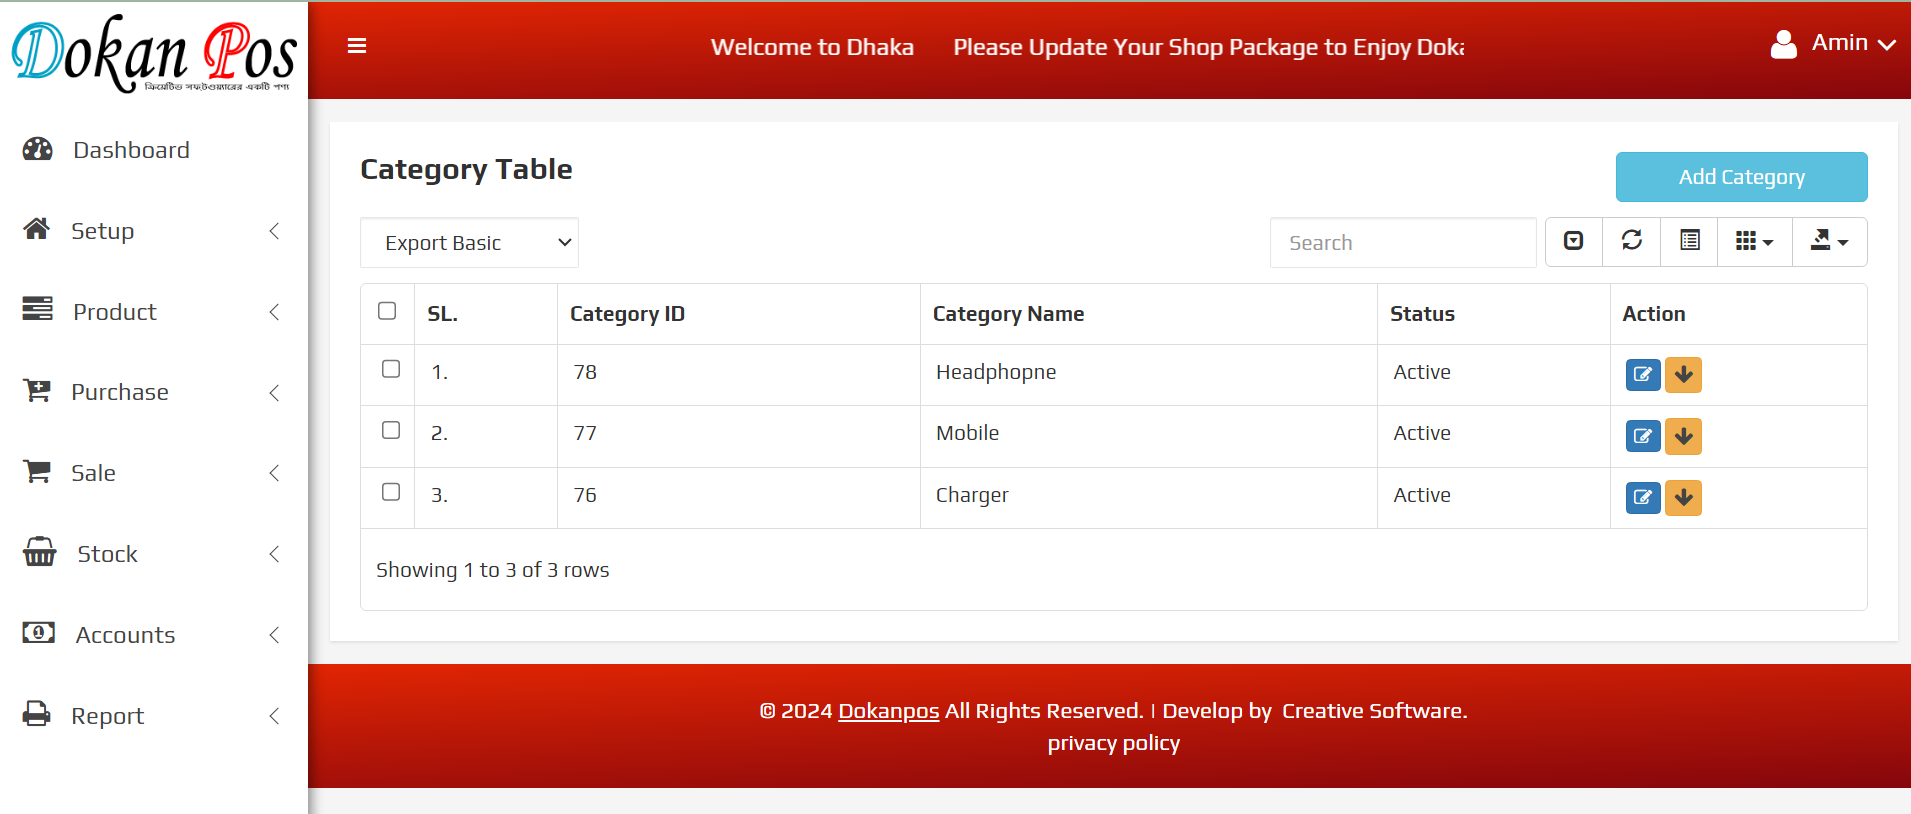 Dokan Pos
ক্রিয়েটিভ সফ্টওয়্যারের একটি পণ্য
Welcome to Dhaka Please Update Your Shop Package to Enjoy Doka
Amin
Dashboard
Setup
Product
Purchase
Sale
Stock
Accounts
Report
Category Table
Add Category
Export Basic
Search
SL. Category ID Category Name Status Action
1. 78 Headphopne Active
2. 77 Mobile Active
3. 76 Charger Active
Showing 1 to 3 of 3 rows
© 2024 Dokanpos All Rights Reserved. | Develop by Creative Software.
privacy policy